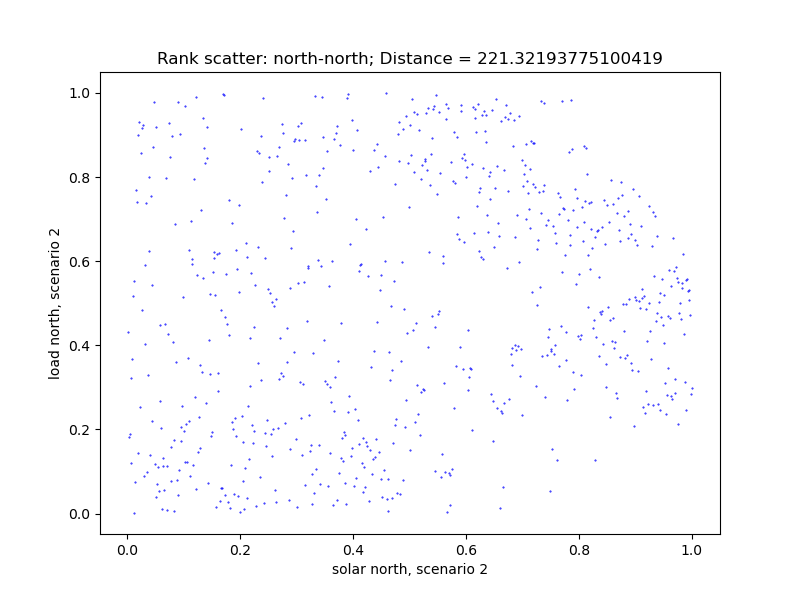 Rank scatter: north-north; Distance = 221.32193775100419
1.0
0.8
0.6
0.4
0.2
0.0
load north, scenario 2
0.0 0.2 0.4 0.6 0.8 1.0
solar north, scenario 2